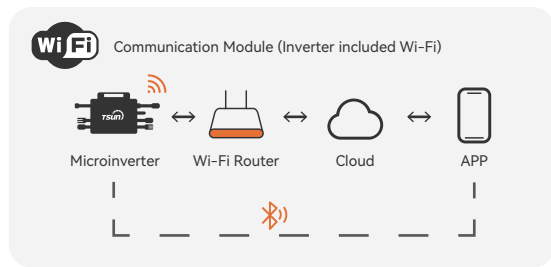 WiFi Communication Module (Inverter included Wi-Fi)
TSUN
Microinverter Wi-Fi Router Cloud APP